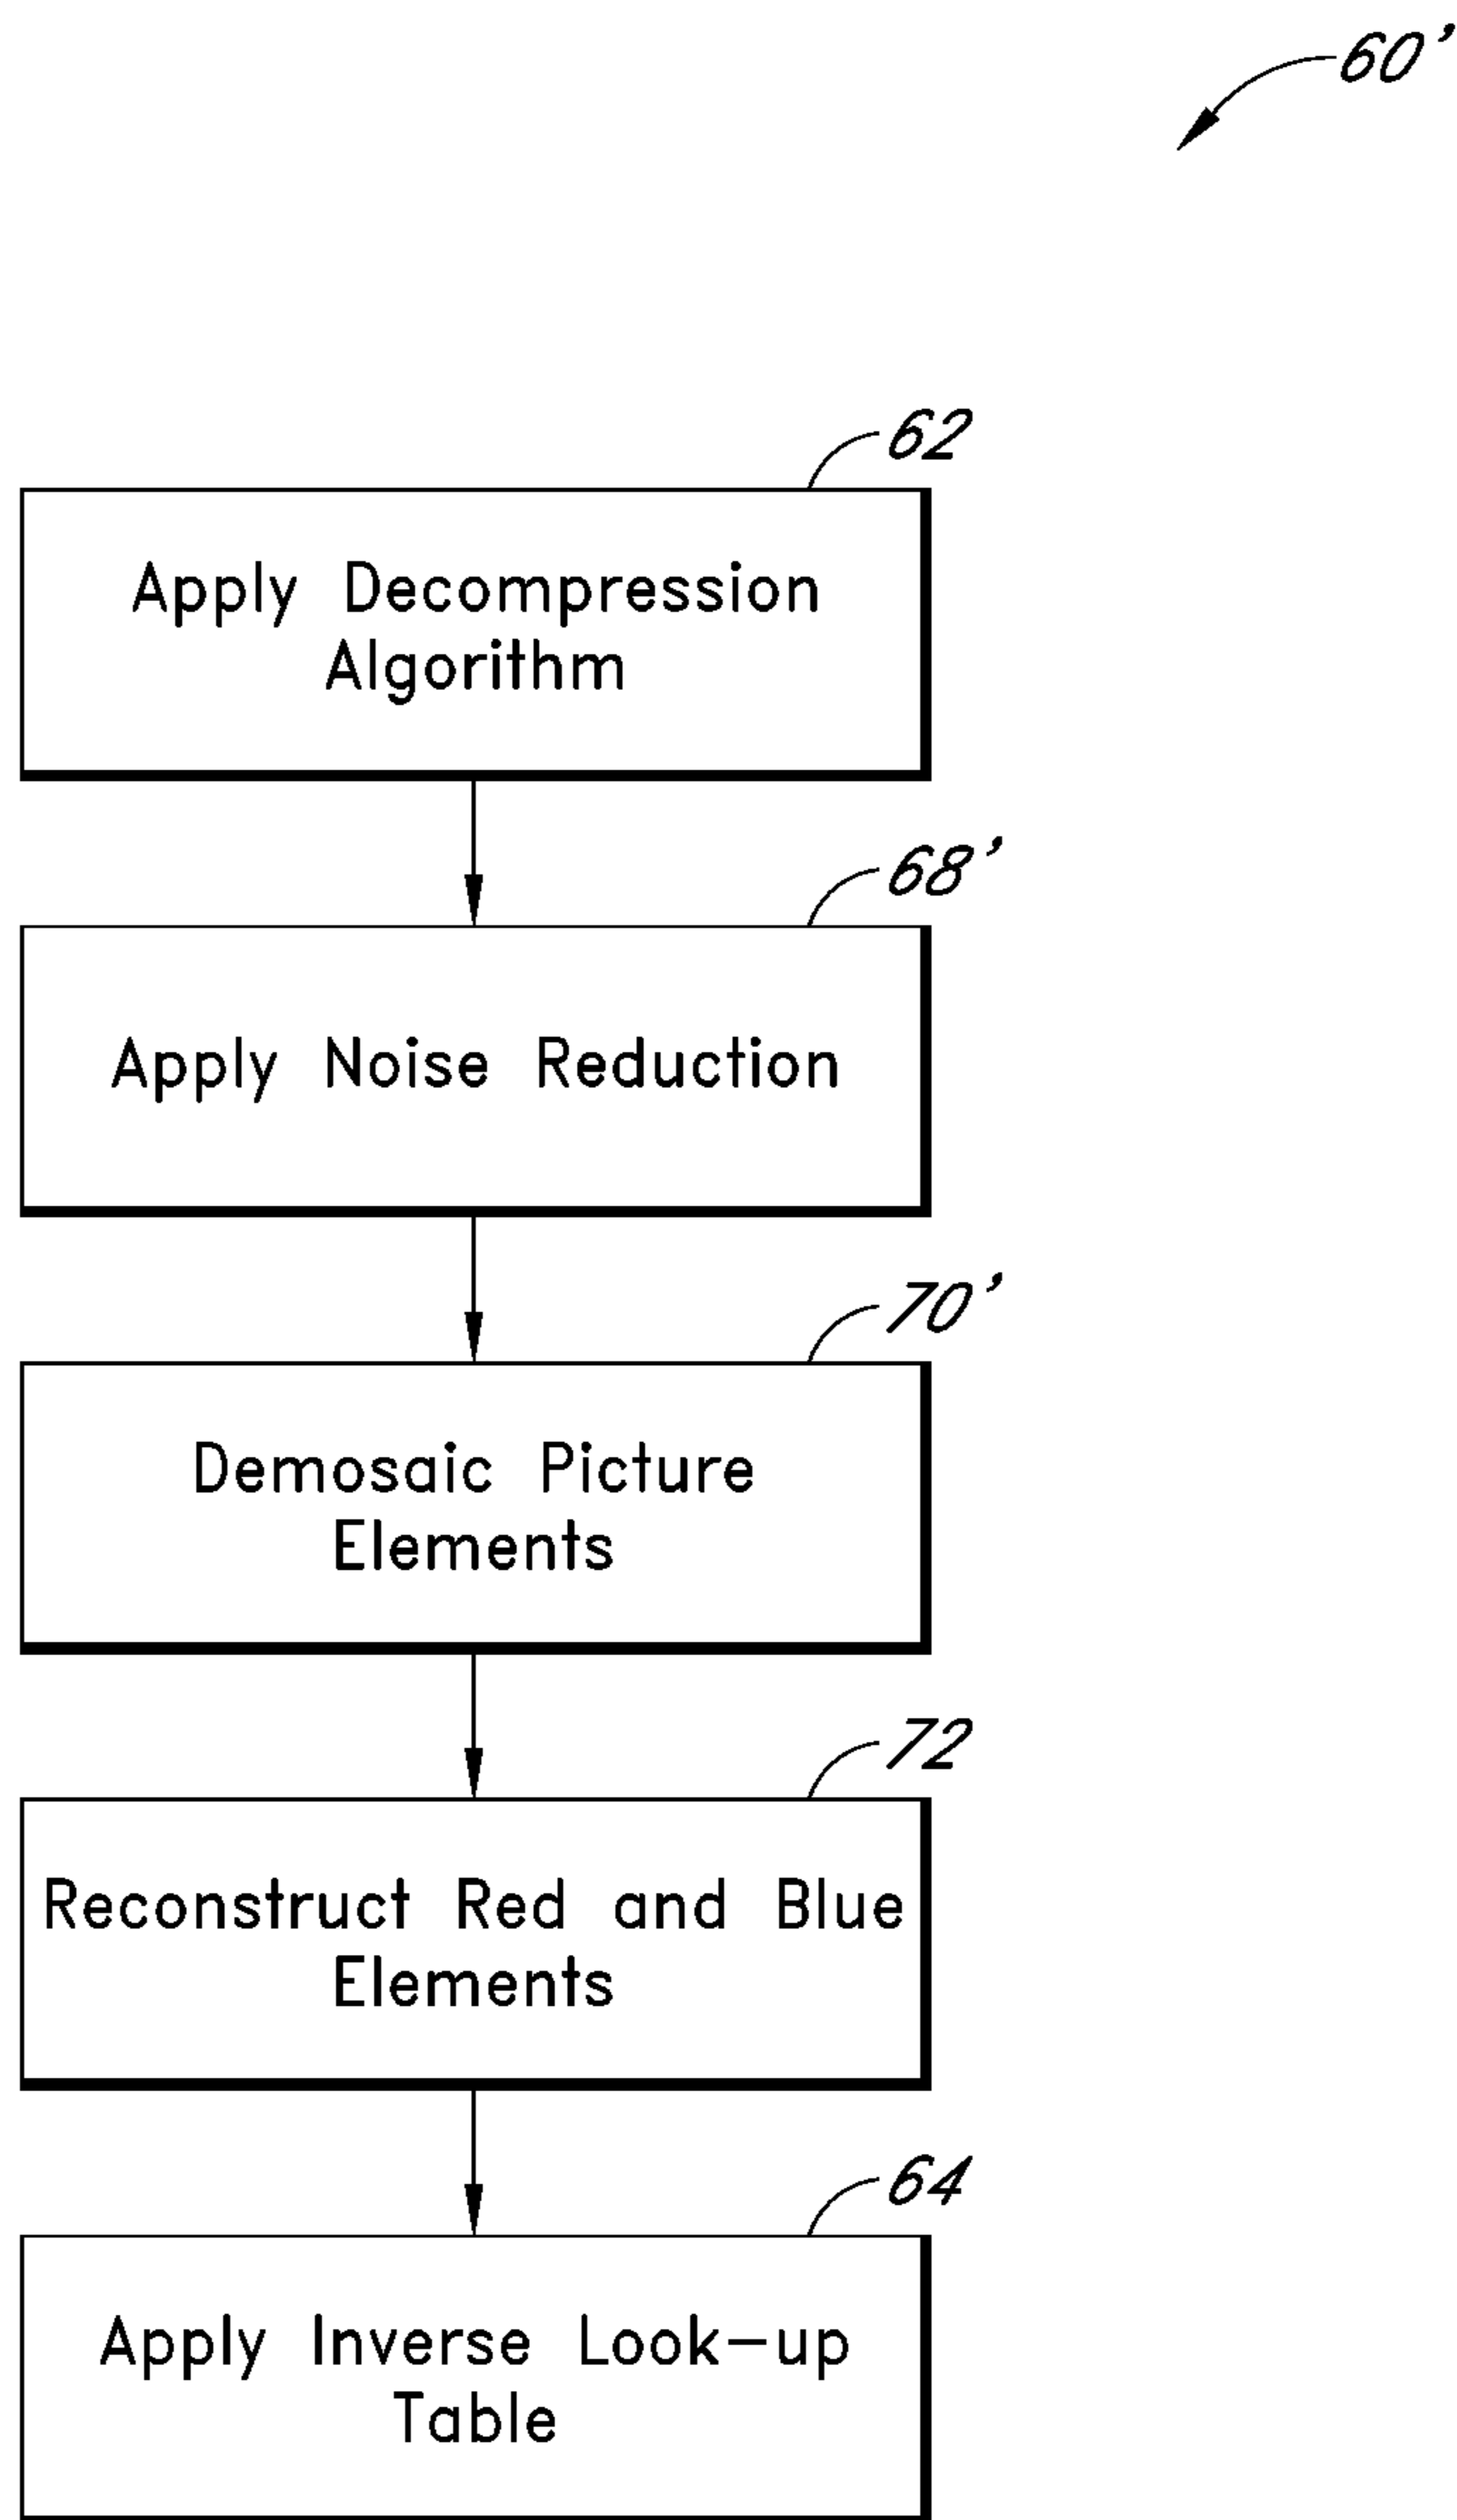 60'
62
Apply Decompression
Algorithm
68'
Apply Noise Reduction
70'
Demosaic Picture
Elements
72
Reconstruct Red and Blue
Elements
64
Apply Inverse Look-up
Table